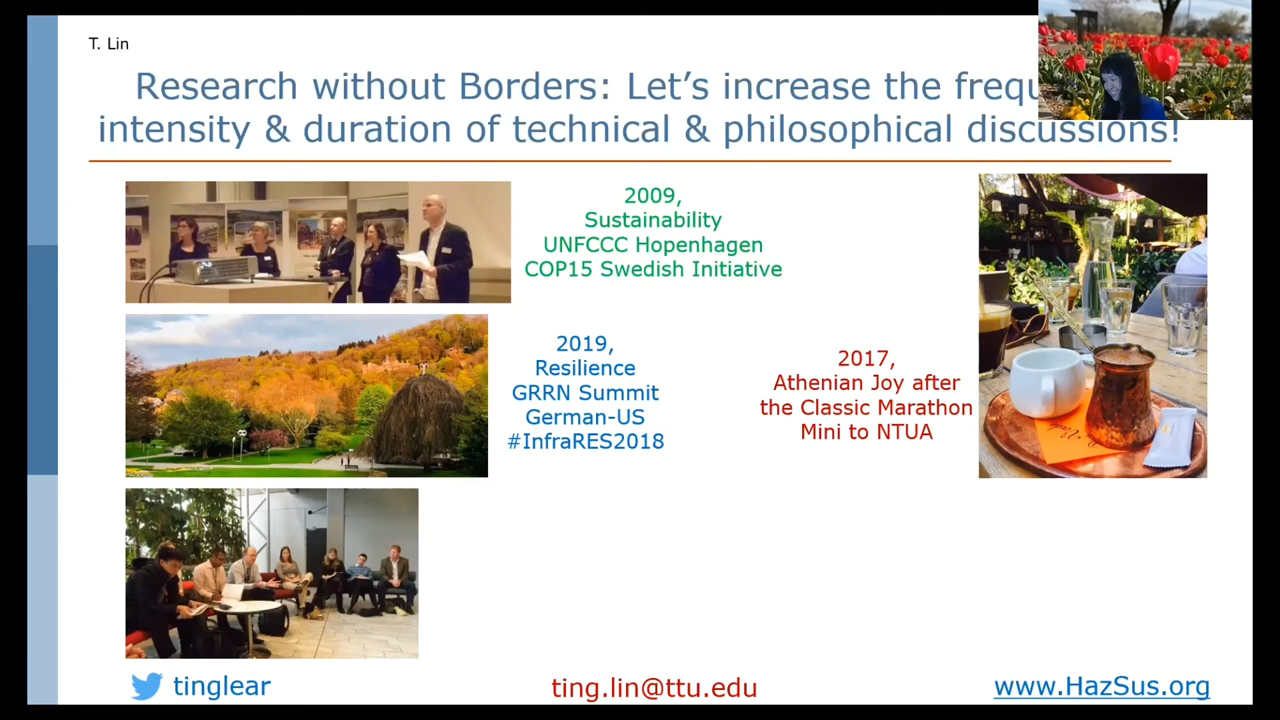 T. Lin
Research without Borders: Let's increase the
intensity & duration of technical & philosophical discussions!
2009,
Sustainability
UNFCCC Hopenhagen
COP15 Swedish Initiative
2019,
Resilience
GRRN Summit
German-US
#InfraRES2018
2017,
Athenian Joy after
the Classic Marathon
Mini to NTUA
tinglear
ting.lin@ttu.edu
www.HazSus.org